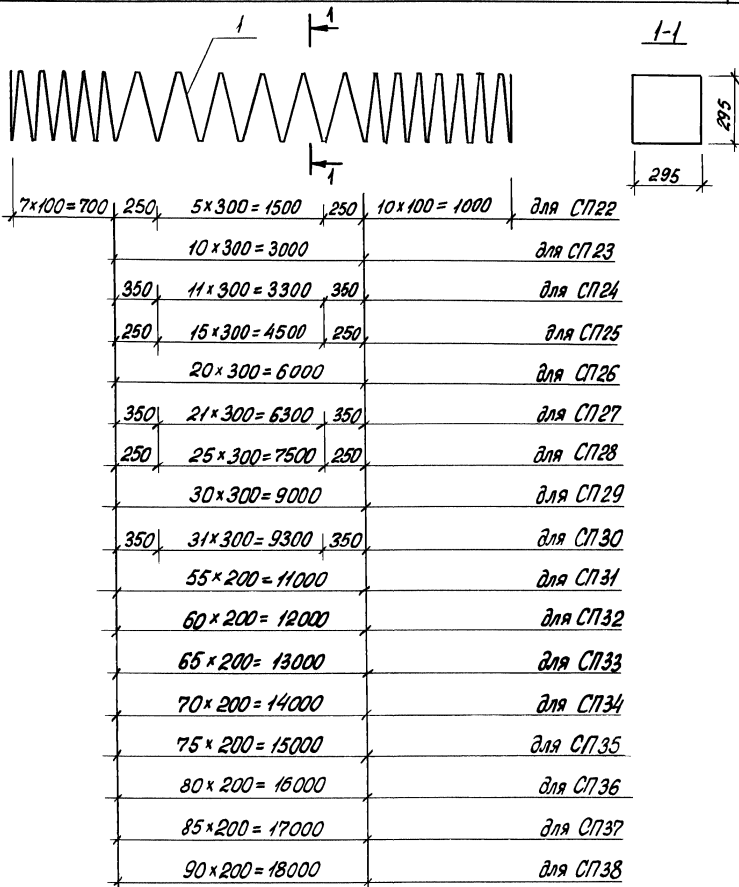 1
1
1-1
295
295
1
7×100=700 250 5×300=1500 250 10×100=1000 для СП22
10×300=3000 для СП23
350 11×300=3300 350 для СП24
250 15×300=4500 250 для СП25
20×300=6000 для СП26
350 21×300=6300 350 для СП27
250 25×300=7500 250 для СП28
30×300=9000 для СП29
350 31×300=9300 350 для СП30
55×200=11000 для СП31
60×200=12000 для СП32
65×200=13000 для СП33
70×200=14000 для СП34
75×200=15000 для СП35
80×200=16000 для СП36
85×200=17000 для СП37
90×200=18000 для СП38